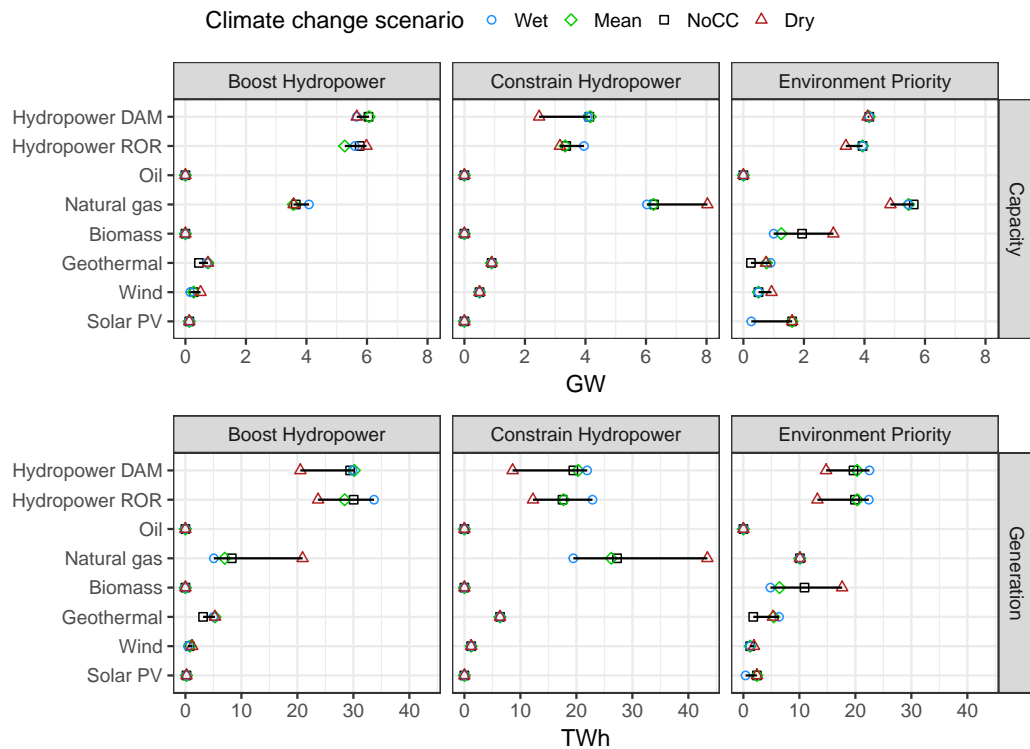 Climate change scenario Wet Mean NoCC Dry
Boost Hydropower Constrain Hydropower Environment Priority
Hydropower DAM
Hydropower ROR
Oil
Natural gas
Biomass
Geothermal
Wind
Solar PV
Capacity
0 2 4 6 8 0 2 4 6 8 0 2 4 6 8
GW
Boost Hydropower Constrain Hydropower Environment Priority
Hydropower DAM
Hydropower ROR
Oil
Natural gas
Biomass
Geothermal
Wind
Solar PV
Generation
0 10 20 30 40 0 10 20 30 40 0 10 20 30 40
TWh